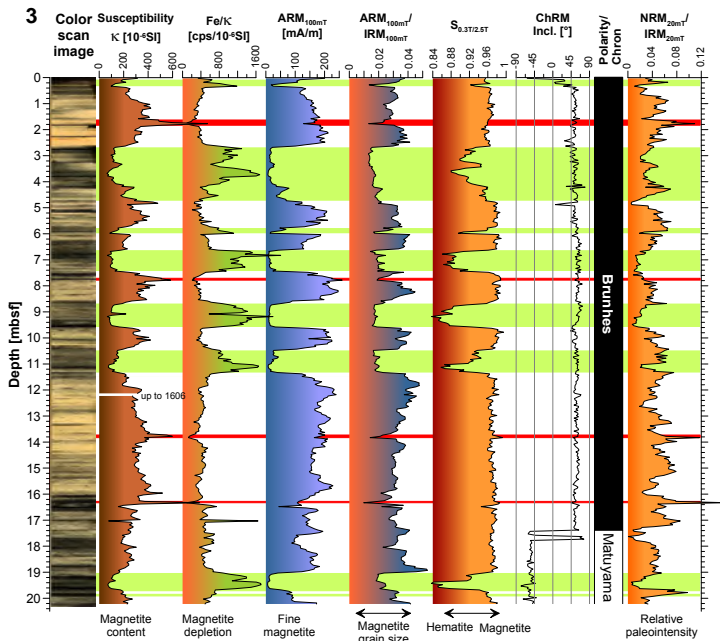 3
Color
scan
image
Susceptibility
Κ [10⁻⁶SI]
Fe/Κ
[cps/10⁻⁶SI]
ARM100mT
[mA/m]
ARM100mT/
IRM100mT
S0.3T/2.5T
ChRM
Incl. [°]
Polarity/
Chron
NRM20mT/
IRM20mT
0 200 400 600
0 800 1600
0 100 200
0 0.02 0.04
0.84 0.88 0.92 0.96 1
-90 -45 0 45 90
0 0.04 0.08 0.12
Depth [mbsf]
0
1
2
3
4
5
6
7
8
9
10
11
12
13
14
15
16
17
18
19
20
up to 1606
Brunhes
Matuyama
Magnetite
content
Magnetite
depletion
Fine
magnetite
Magnetite
grain size
Hematite Magnetite
Relative
paleointensity